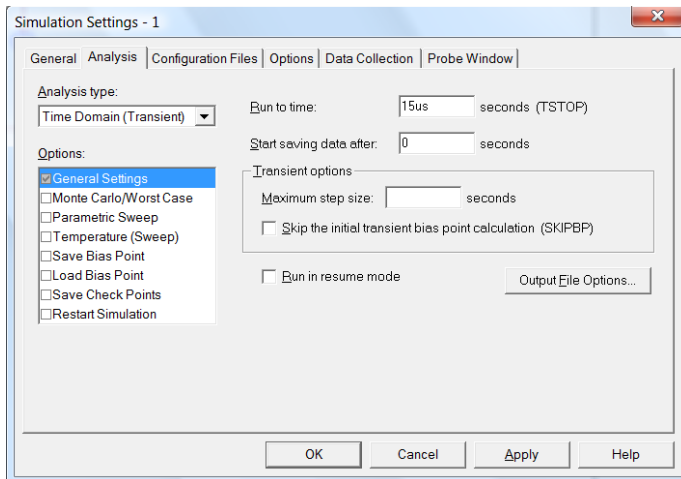 Simulation Settings - 1
General
Analysis
Configuration Files
Options
Data Collection
Probe Window
Analysis type:
Time Domain (Transient)
Options:
General Settings
Monte Carlo/Worst Case
Parametric Sweep
Temperature (Sweep)
Save Bias Point
Load Bias Point
Save Check Points
Restart Simulation
Run to time: 15us seconds (TSTOP)
Start saving data after: 0 seconds
Transient options
Maximum step size: seconds
Skip the initial transient bias point calculation (SKIPBP)
Run in resume mode
Output File Options...
OK
Cancel
Apply
Help